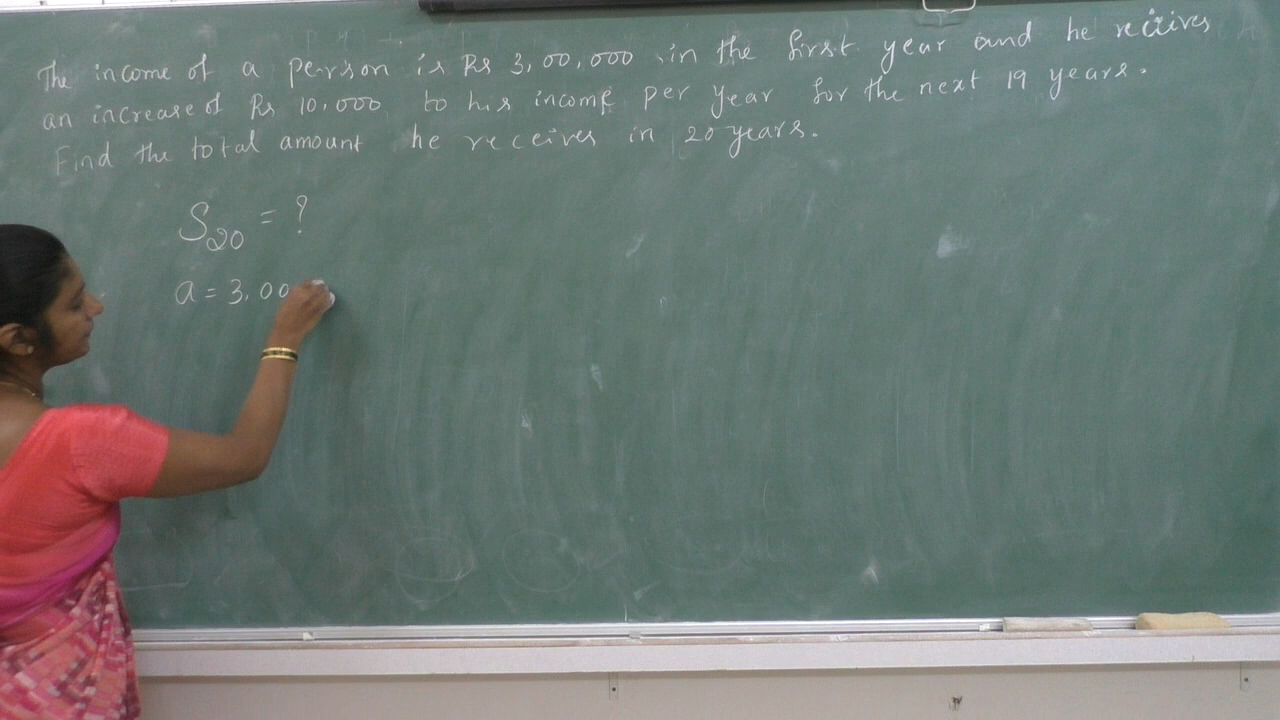 The income of a person is Rs 3,00,000 in the first year and he receives
an increase of Rs 10,000 to his income per year for the next 19 years.
Find the total amount he receives in 20 years.
S20 = ?
a = 3,00